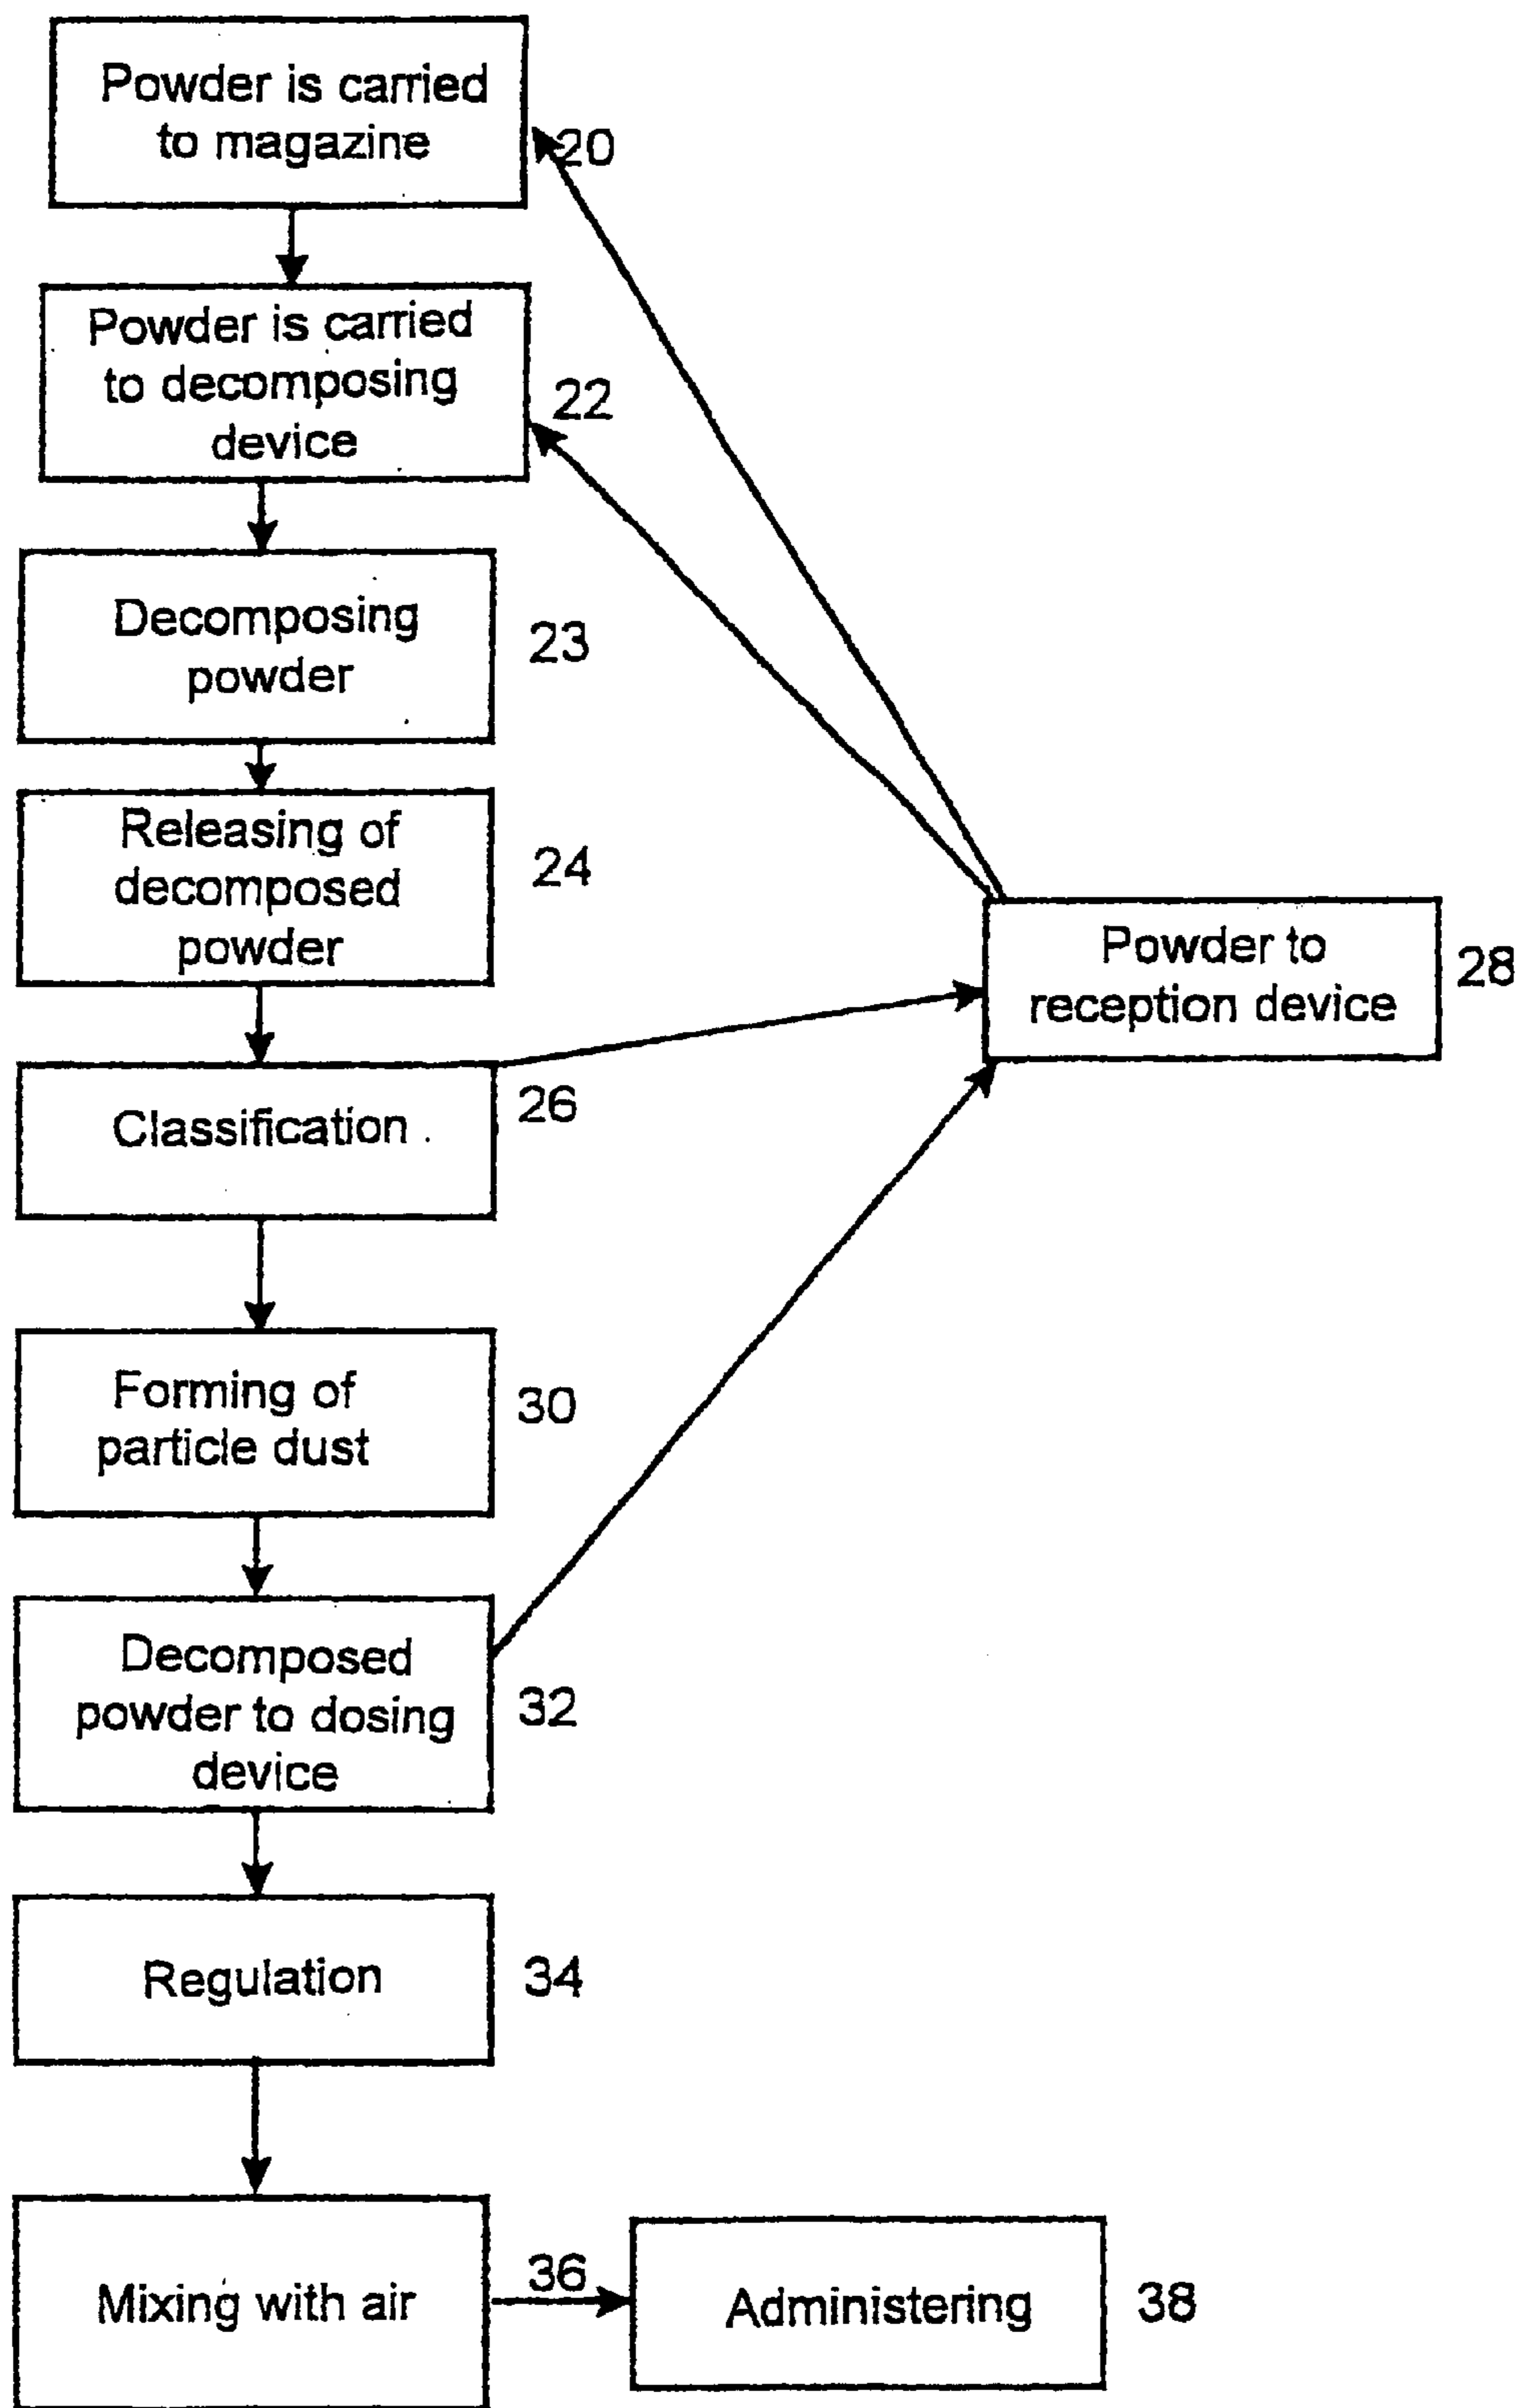 Powder is carried
to magazine
20
Powder is carried
to decomposing
device
22
Decomposing
powder
23
Releasing of
decomposed
powder
24
Powder to
reception device
28
Classification
26
Forming of
particle dust
30
Decomposed
powder to dosing
device
32
Regulation
34
Mixing with air
36
Administering
38